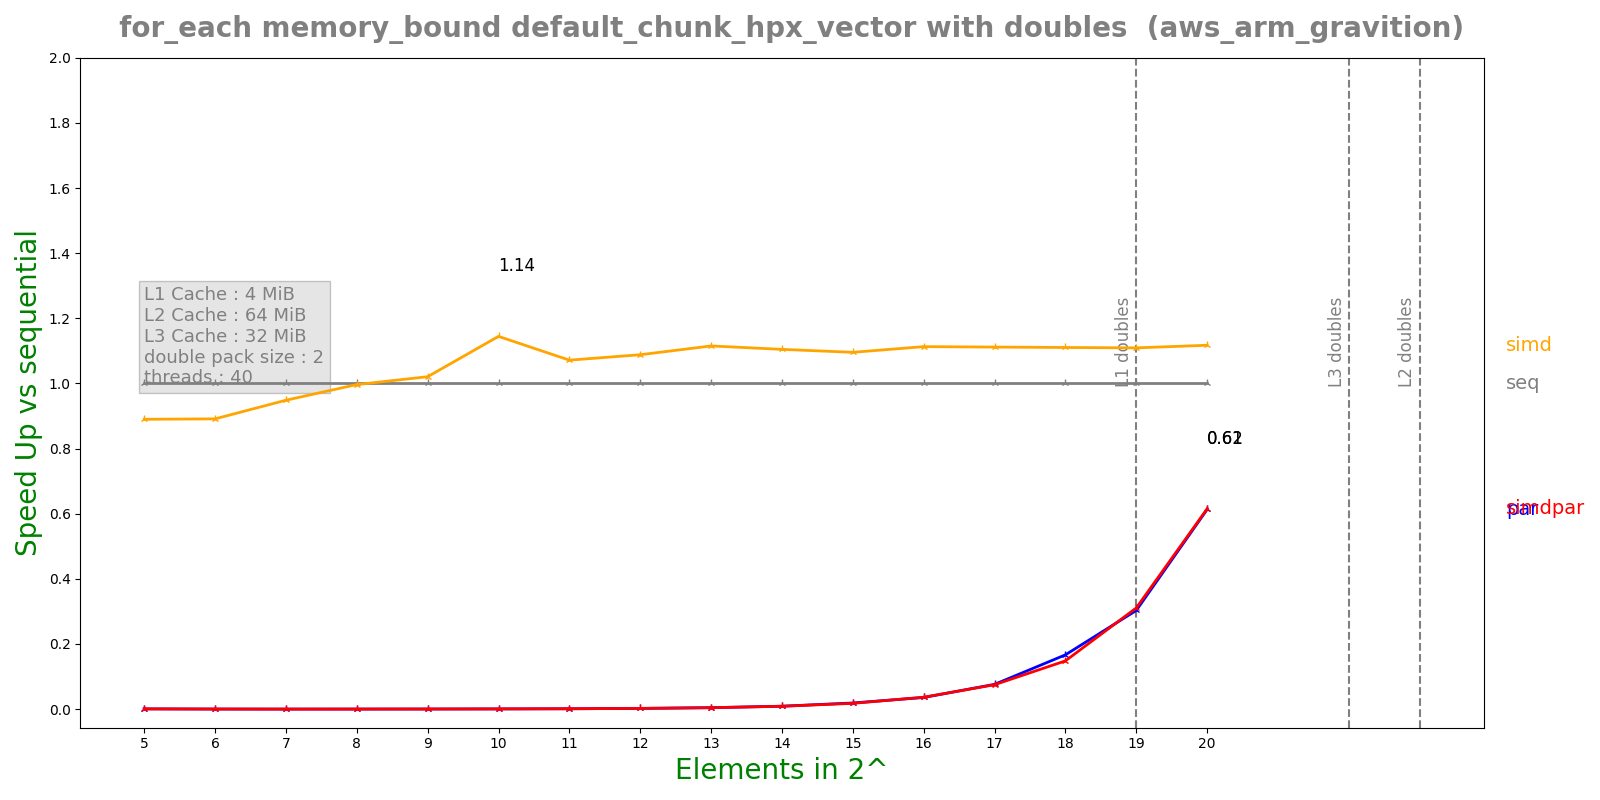 for_each memory_bound default_chunk_hpx_vector with doubles (aws_arm_gravition)
Speed Up vs sequential
2.0
1.8
1.6
1.4
1.2
1.0
0.8
0.6
0.4
0.2
0.0
1.14
L1 Cache : 4 MiB
L2 Cache : 64 MiB
L3 Cache : 32 MiB
double pack size : 2
threads : 40
L1 doubles
L3 doubles
L2 doubles
simd
seq
0.61
0.62
par
simdpar
5 6 7 8 9 10 11 12 13 14 15 16 17 18 19 20
Elements in 2^